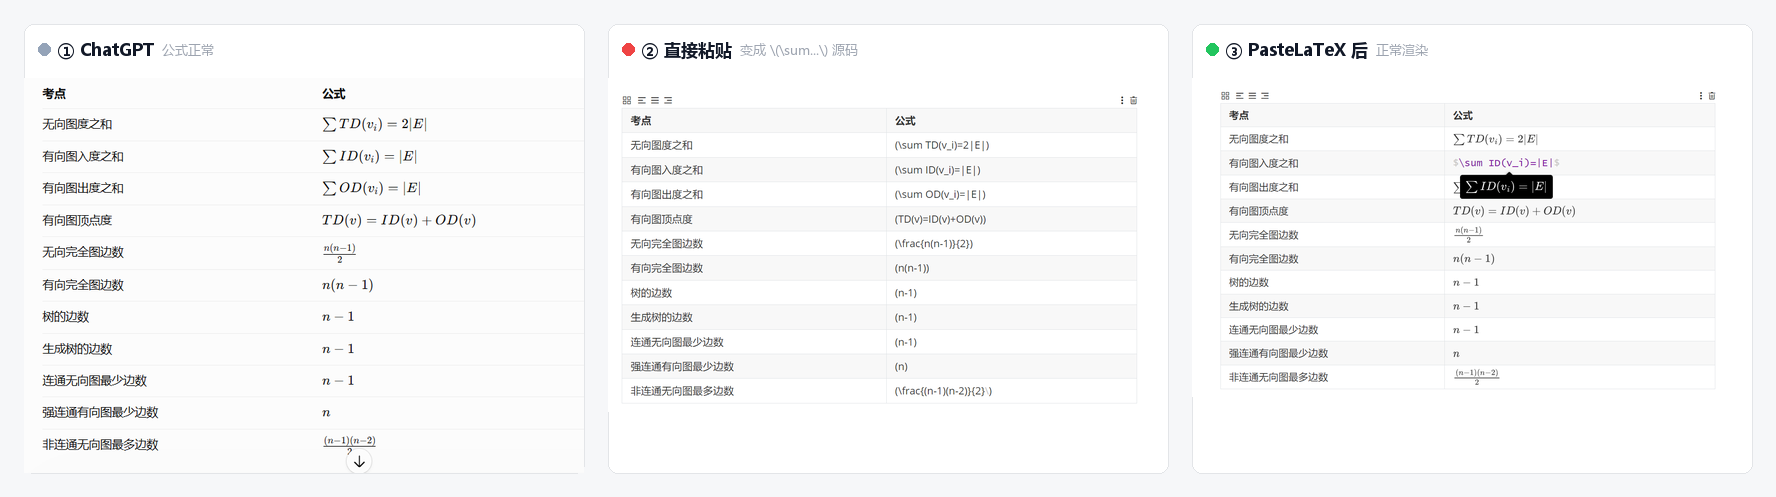 ① ChatGPT 公式正常
考点 公式
无向图度之和 ∑TD(vᵢ) = 2|E|
有向图入度之和 ∑ID(vᵢ) = |E|
有向图出度之和 ∑OD(vᵢ) = |E|
有向图顶点度 TD(v) = ID(v) + OD(v)
无向完全图边数 n(n−1)/2
有向完全图边数 n(n − 1)
树的边数 n − 1
生成树的边数 n − 1
连通无向图最少边数 n − 1
强连通有向图最少边数 n
非连通无向图最多边数 (n−1)(n−2)/2
② 直接粘贴 变成 \(\sum...\) 源码
考点 公式
无向图度之和 (\sum TD(v_i)=2|E|)
有向图入度之和 (\sum ID(v_i)=|E|)
有向图出度之和 (\sum OD(v_i)=|E|)
有向图顶点度 (TD(v)=ID(v)+OD(v))
无向完全图边数 (\frac{n(n-1)}{2})
有向完全图边数 (n(n-1))
树的边数 (n-1)
生成树的边数 (n-1)
连通无向图最少边数 (n-1)
强连通有向图最少边数 (n)
非连通无向图最多边数 (\frac{(n-1)(n-2)}{2}\)
③ PasteLaTeX 后 正常渲染
考点 公式
无向图度之和 ∑TD(vᵢ) = 2|E|
有向图入度之和 $\sum ID(v_i)=|E|$
有向图出度之和 ∑ ∑ID(vᵢ) = |E|
有向图顶点度 TD(v) = ID(v) + OD(v)
无向完全图边数 n(n−1)/2
有向完全图边数 n(n − 1)
树的边数 n − 1
生成树的边数 n − 1
连通无向图最少边数 n − 1
强连通有向图最少边数 n
非连通无向图最多边数 (n−1)(n−2)/2